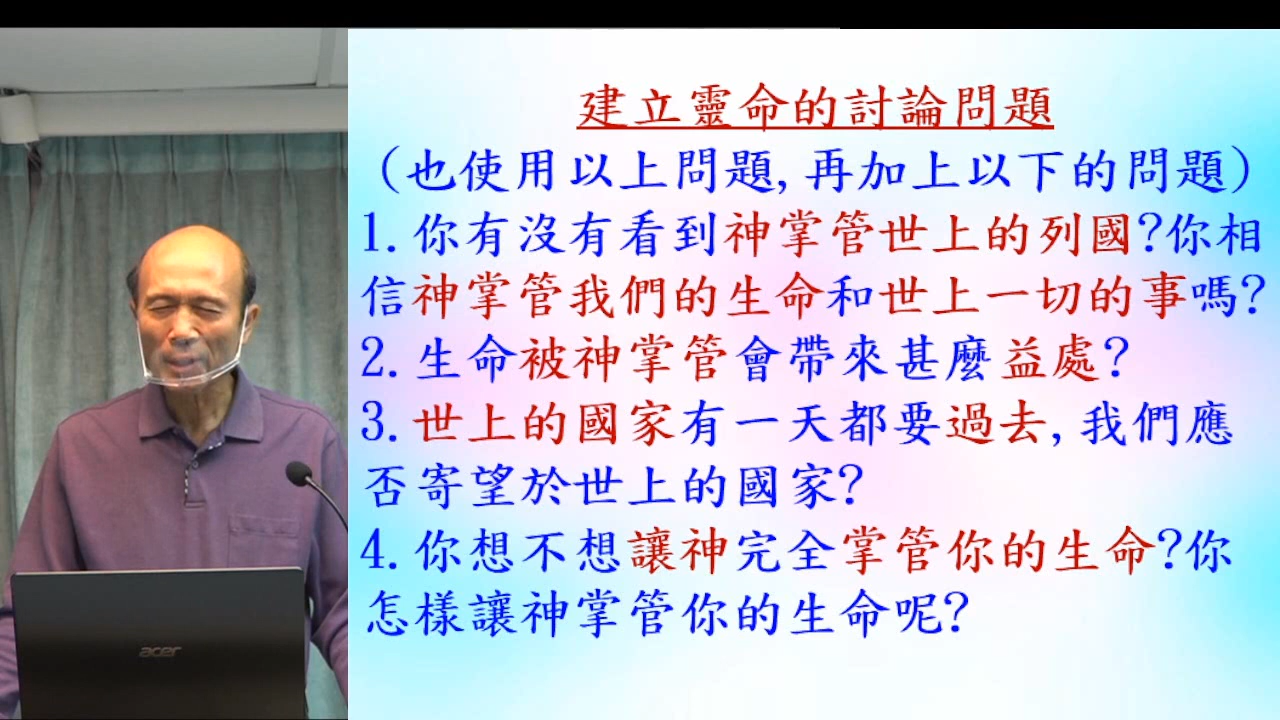 建立靈命的討論問題
(也使用以上問題,再加上以下的問題)
1.你有沒有看到神掌管世上的列國?你相
信神掌管我們的生命和世上一切的事嗎?
2.生命被神掌管會帶來甚麼益處?
3.世上的國家有一天都要過去,我們應
否寄望於世上的國家?
4.你想不想讓神完全掌管你的生命?你
怎樣讓神掌管你的生命呢?
acer